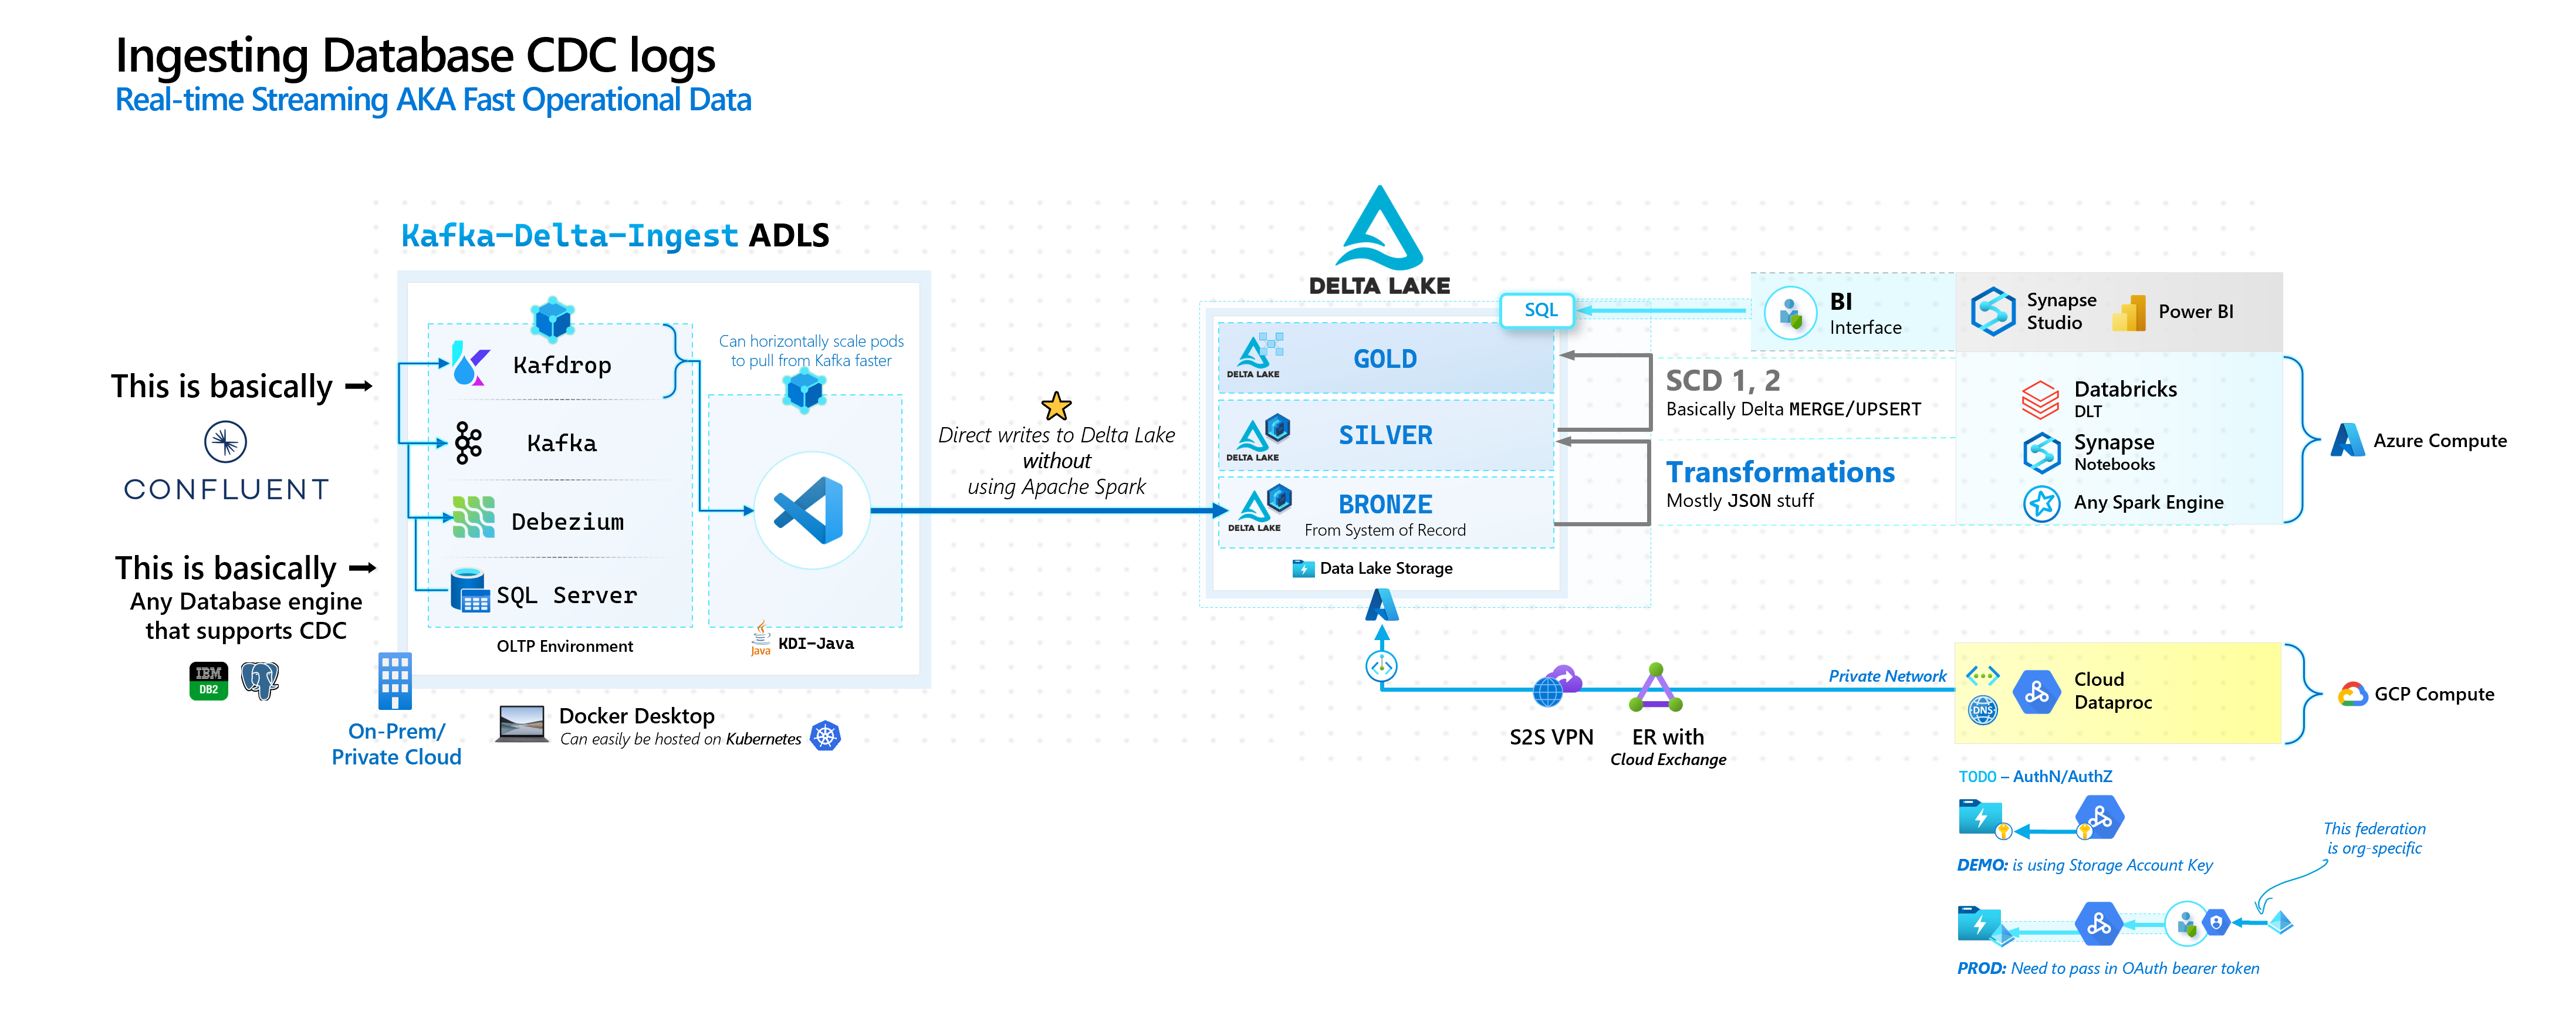 Ingesting Database CDC logs
Real-time Streaming AKA Fast Operational Data
Kafka-Delta-Ingest ADLS
This is basically
CONFLUENT
This is basically
Any Database engine
that supports CDC
IBM
DB2
On-Prem/
Private Cloud
Kafdrop
Kafka
Debezium
SQL Server
OLTP Environment
Can horizontally scale pods
to pull from Kafka faster
Java
KDI-Java
Docker Desktop
Can easily be hosted on Kubernetes
Direct writes to Delta Lake
without
using Apache Spark
DELTA LAKE
SQL
DELTA LAKE
GOLD
DELTA LAKE
SILVER
DELTA LAKE
BRONZE
From System of Record
Data Lake Storage
BI
Interface
Synapse
Studio
Power BI
SCD 1, 2
Basically Delta MERGE/UPSERT
Transformations
Mostly JSON stuff
Databricks
DLT
Synapse
Notebooks
Any Spark Engine
Azure Compute
S2S VPN
ER with
Cloud Exchange
Private Network
DNS
Cloud
Dataproc
GCP Compute
TODO – AuthN/AuthZ
DEMO: is using Storage Account Key
This federation
is org-specific
PROD: Need to pass in OAuth bearer token